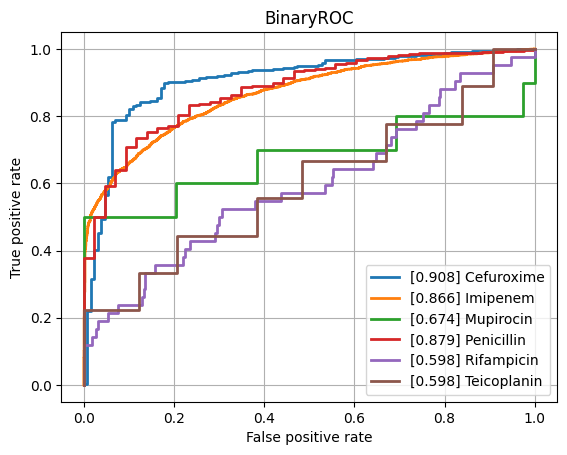 BinaryROC
True positive rate
1.0
0.8
0.6
0.4
0.2
0.0
[0.908] Cefuroxime
[0.866] Imipenem
[0.674] Mupirocin
[0.879] Penicillin
[0.598] Rifampicin
[0.598] Teicoplanin
0.0 0.2 0.4 0.6 0.8 1.0
False positive rate